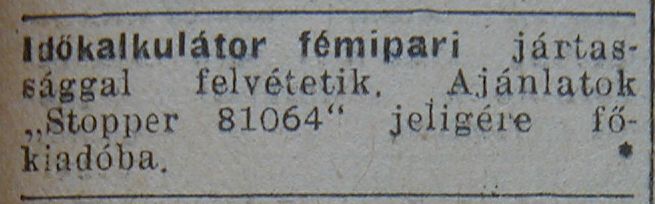 Időkalkulátor fémipari jártas-
sággal felvétetik. Ajánlatok
„Stopper 81064“ jeligére fő-
kiadóba. *